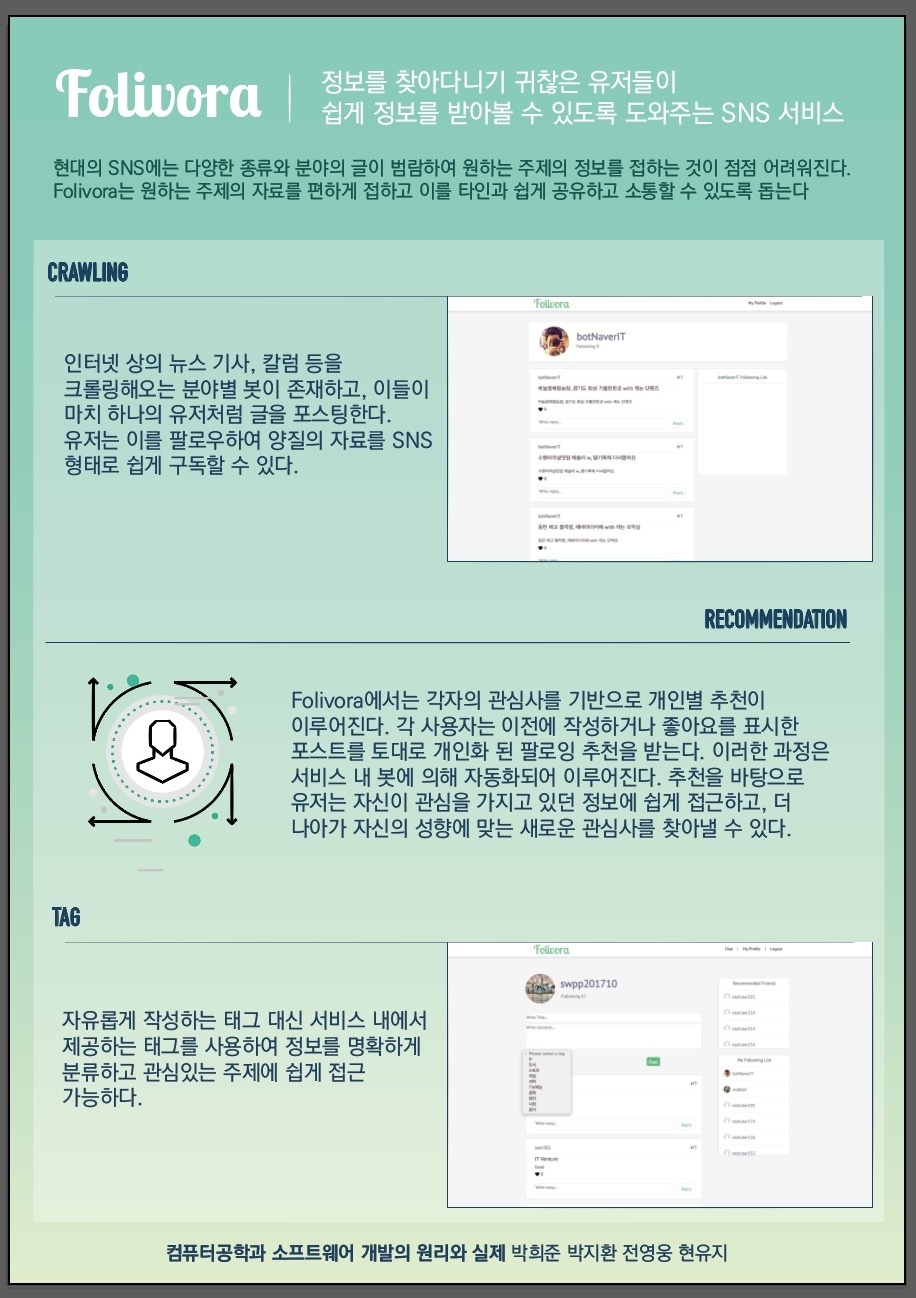 Folivora
정보를 찾아다니기 귀찮은 유저들이
쉽게 정보를 받아볼 수 있도록 도와주는 SNS 서비스
현대의 SNS에는 다양한 종류와 분야의 글이 범람하여 원하는 주제의 정보를 접하는 것이 점점 어려워진다.
Folivora는 원하는 주제의 자료를 편하게 접하고 이를 타인과 쉽게 공유하고 소통할 수 있도록 돕는다
CRAWLING
인터넷 상의 뉴스 기사, 칼럼 등을
크롤링해오는 분야별 봇이 존재하고, 이들이
마치 하나의 유저처럼 글을 포스팅한다.
유저는 이를 팔로우하여 양질의 자료를 SNS
형태로 쉽게 구독할 수 있다.
Folivora
My Profile Logout
botNaverIT
Following 0
botNaverIT Following List
botNaverIT #IT
Write reply... Reply
botNaverIT #IT
Write reply... Reply
botNaverIT #IT
RECOMMENDATION
Folivora에서는 각자의 관심사를 기반으로 개인별 추천이
이루어진다. 각 사용자는 이전에 작성하거나 좋아요를 표시한
포스트를 토대로 개인화 된 팔로잉 추천을 받는다. 이러한 과정은
서비스 내 봇에 의해 자동화되어 이루어진다. 추천을 바탕으로
유저는 자신이 관심을 가지고 있던 정보에 쉽게 접근하고, 더
나아가 자신의 성향에 맞는 새로운 관심사를 찾아낼 수 있다.
TAG
자유롭게 작성하는 태그 대신 서비스 내에서
제공하는 태그를 사용하여 정보를 명확하게
분류하고 관심있는 주제에 쉽게 접근
가능하다.
Folivora
Chat | My Profile | Logout
swpp201710
Following 67
Write Title...
Write Contents...
Please select a tag
IT
Post
#IT
Write reply... Reply
#IT
IT Venture
Good
Write reply... Reply
Recommended Friends
My Following List
botNaverIT
컴퓨터공학과 소프트웨어 개발의 원리와 실제 박희준 박지환 전영웅 현유지